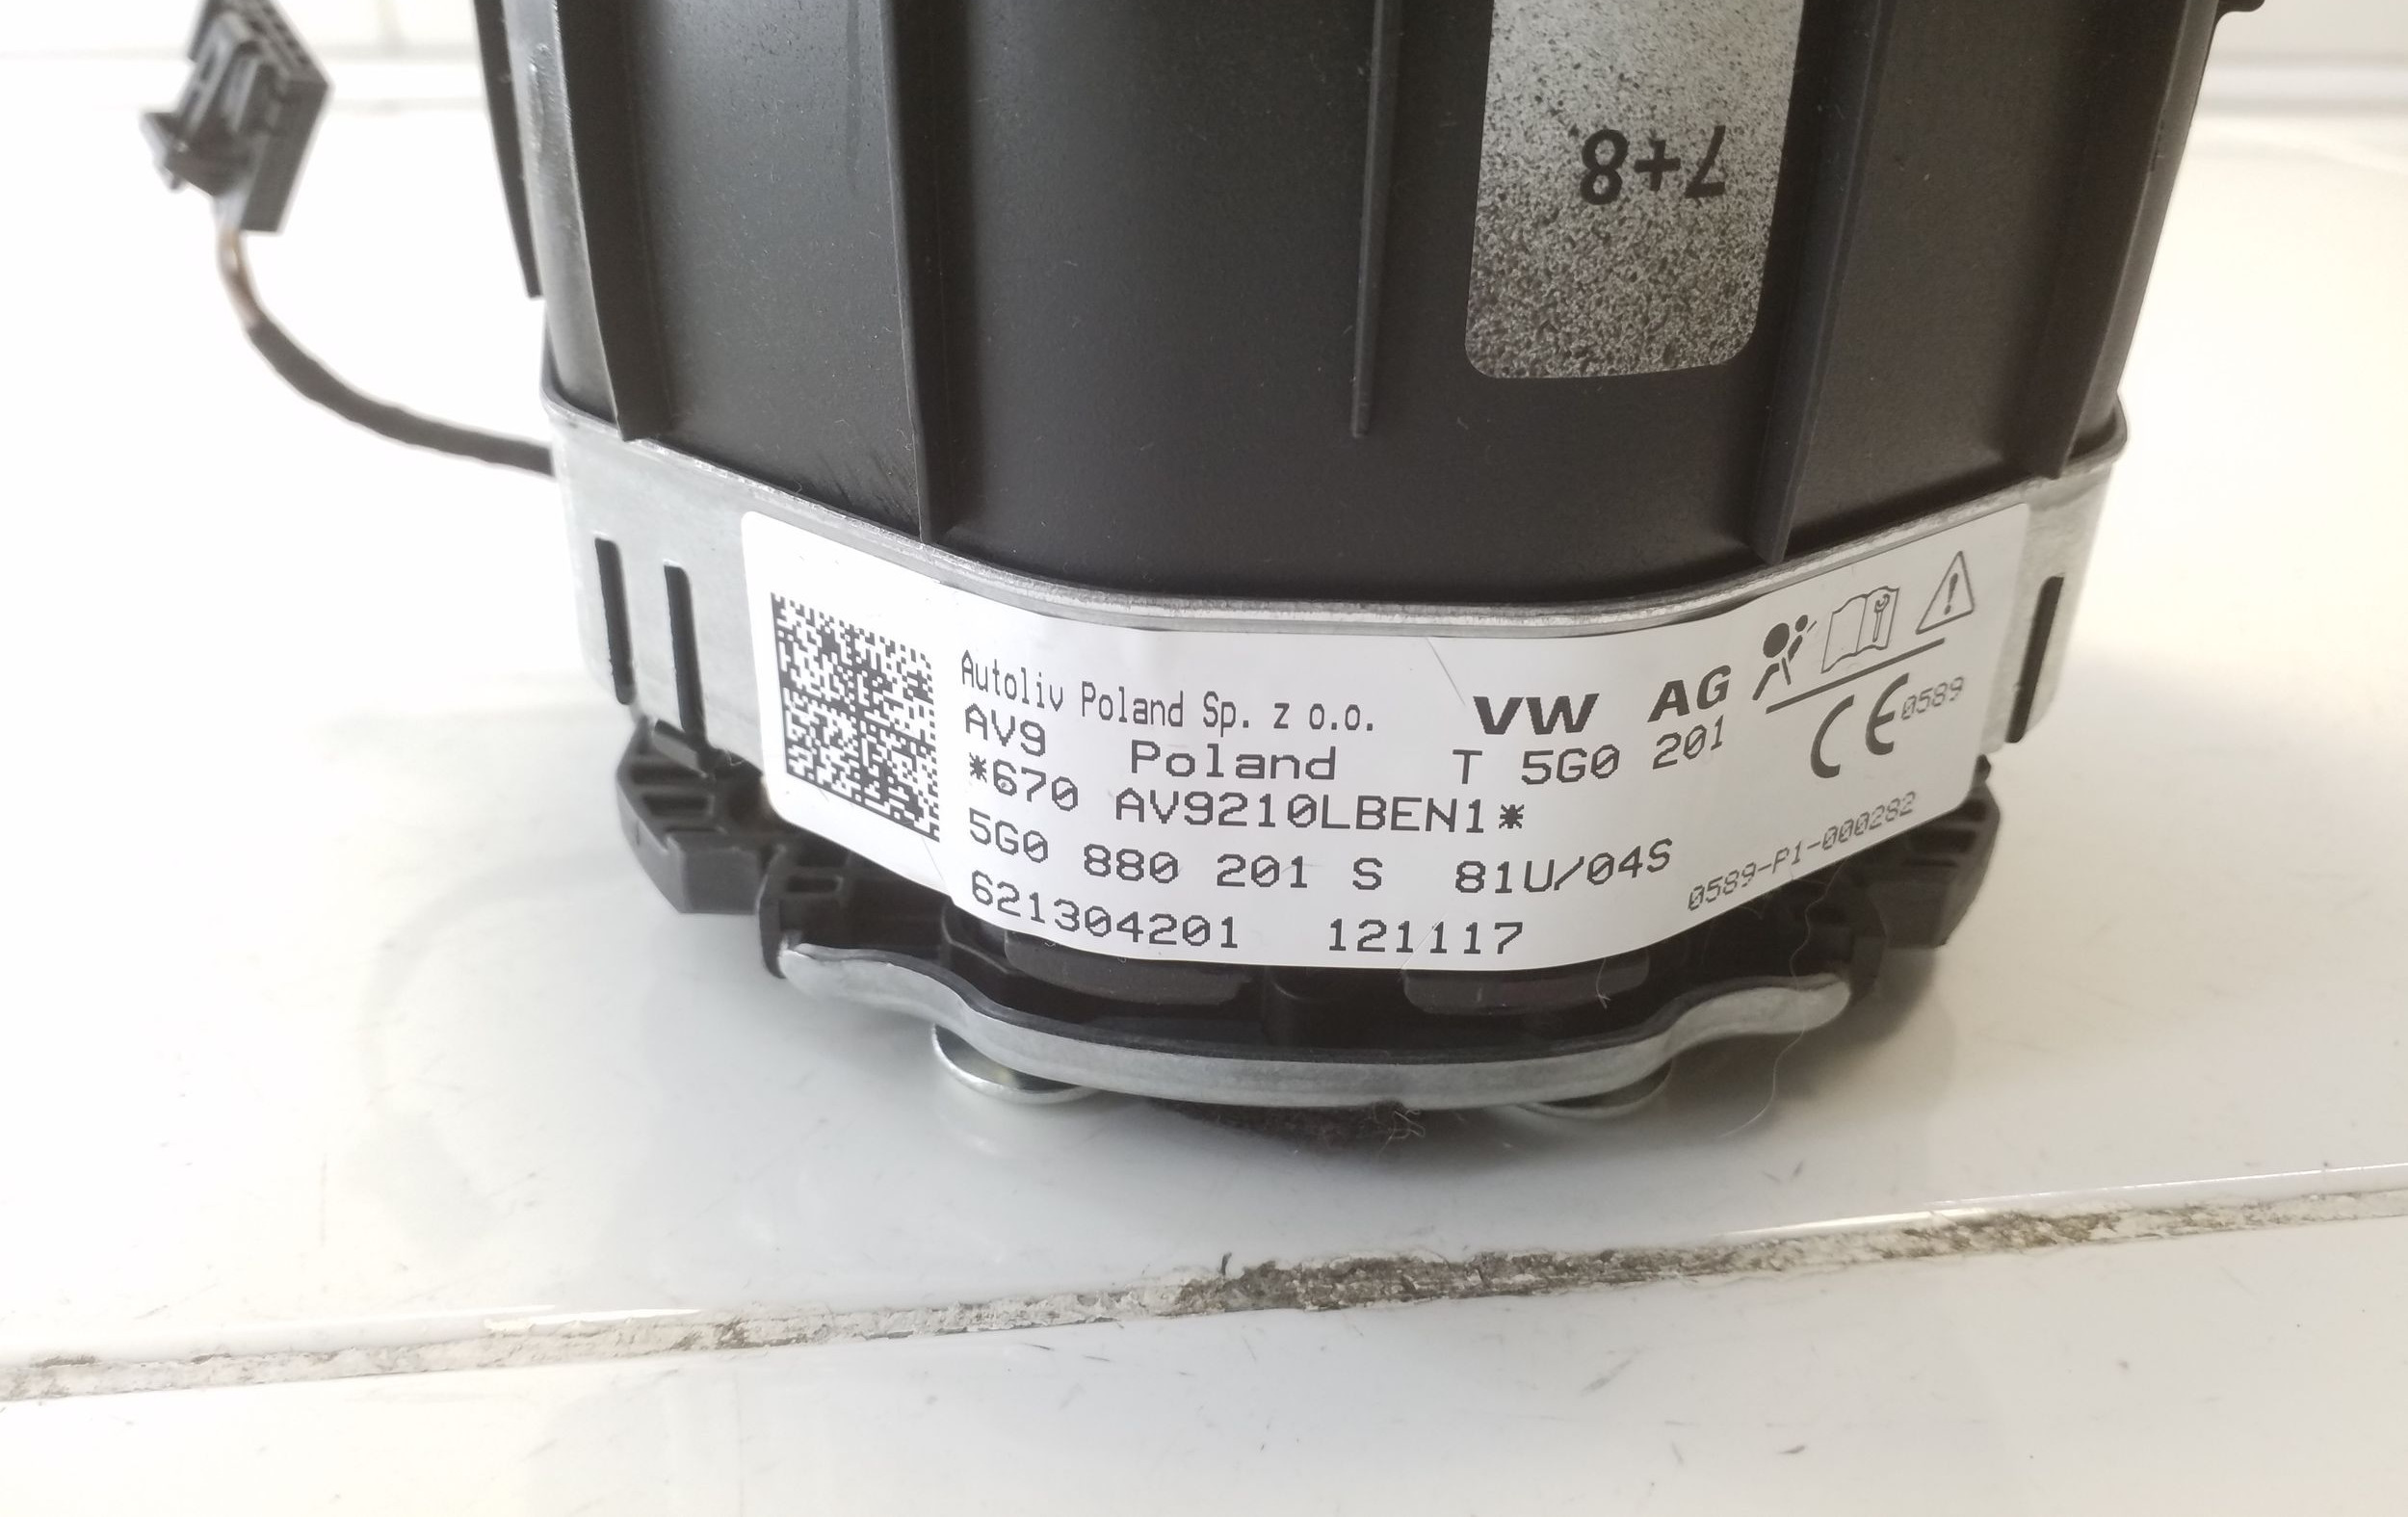 7+8
Autoliv Poland Sp. z o.o. VW AG
AV9 Poland T 5G0 201
CE 0589
*670 AV9210LBEN1*
5G0 880 201 S 81U/04S
0589-P1-000282
621304201 121117